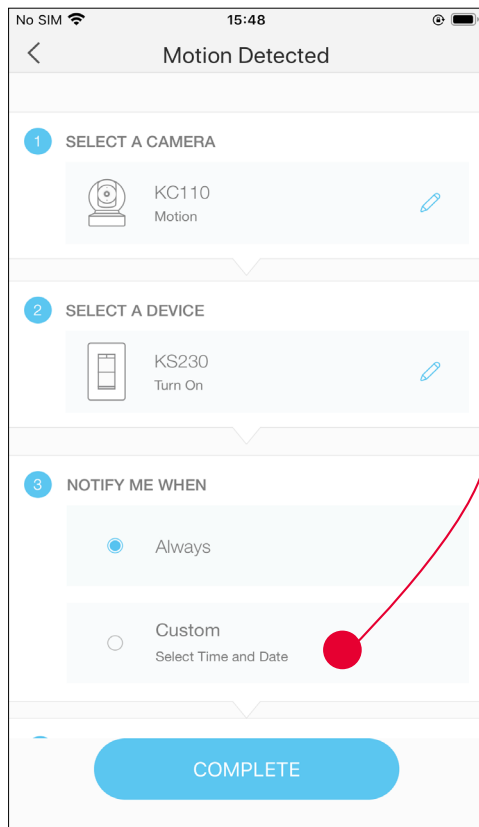 No SIM 15:48
Motion Detected
1 SELECT A CAMERA
KC110
Motion
2 SELECT A DEVICE
KS230
Turn On
3 NOTIFY ME WHEN
Always
Custom
Select Time and Date
COMPLETE